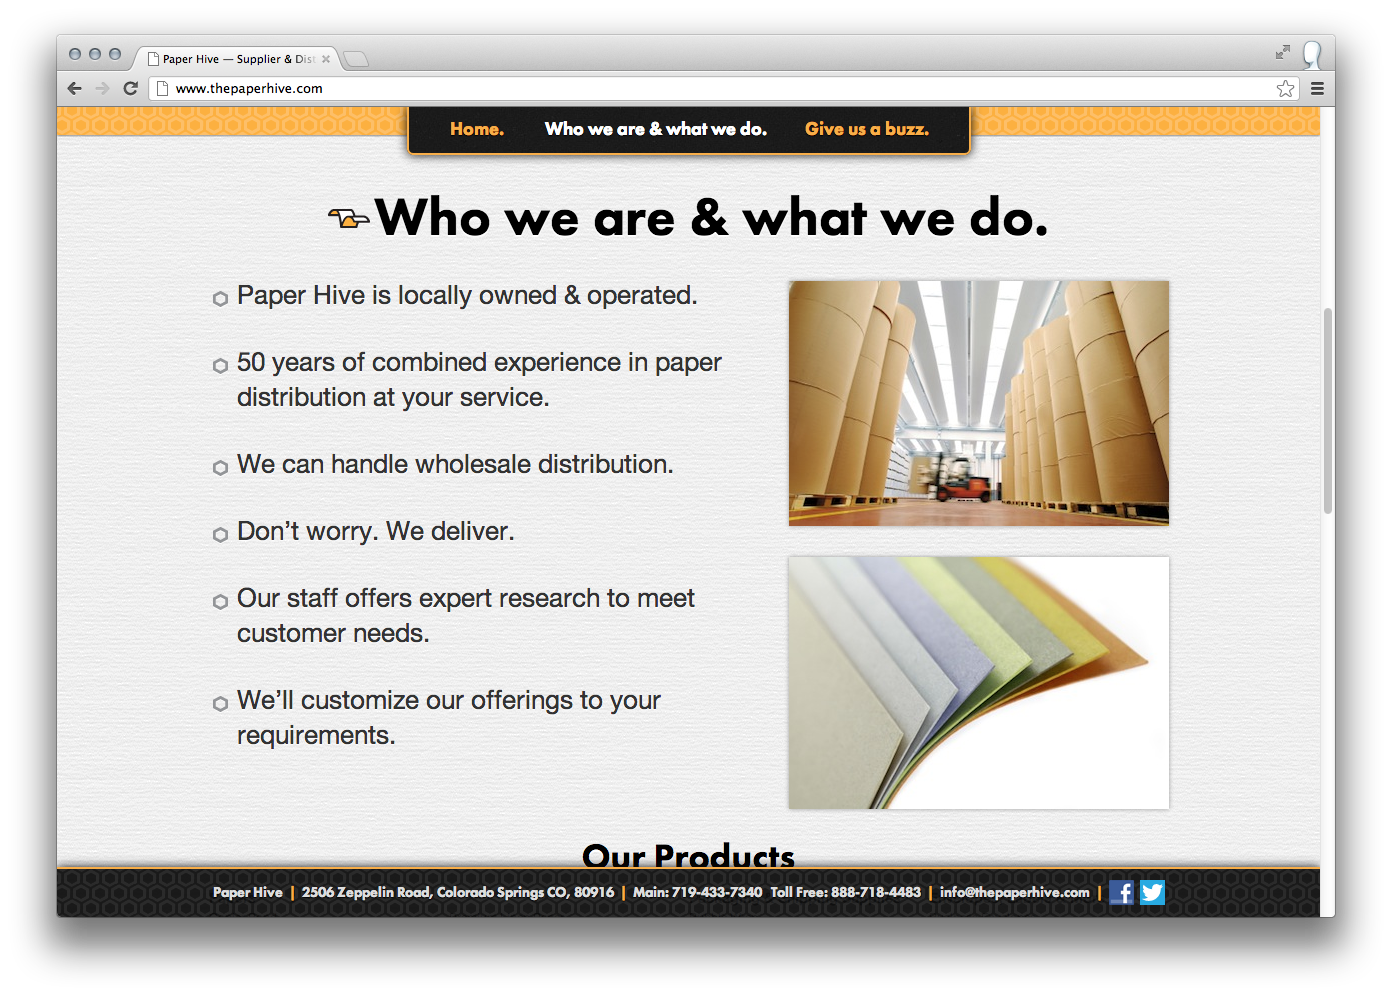 Paper Hive — Supplier & Dist
www.thepaperhive.com
Home. Who we are & what we do. Give us a buzz.
Who we are & what we do.
Paper Hive is locally owned & operated.
50 years of combined experience in paper
distribution at your service.
We can handle wholesale distribution.
Don’t worry. We deliver.
Our staff offers expert research to meet
customer needs.
We’ll customize our offerings to your
requirements.
Our Products
Paper Hive | 2506 Zeppelin Road, Colorado Springs CO, 80916 | Main: 719-433-7340 Toll Free: 888-718-4483 | info@thepaperhive.com |